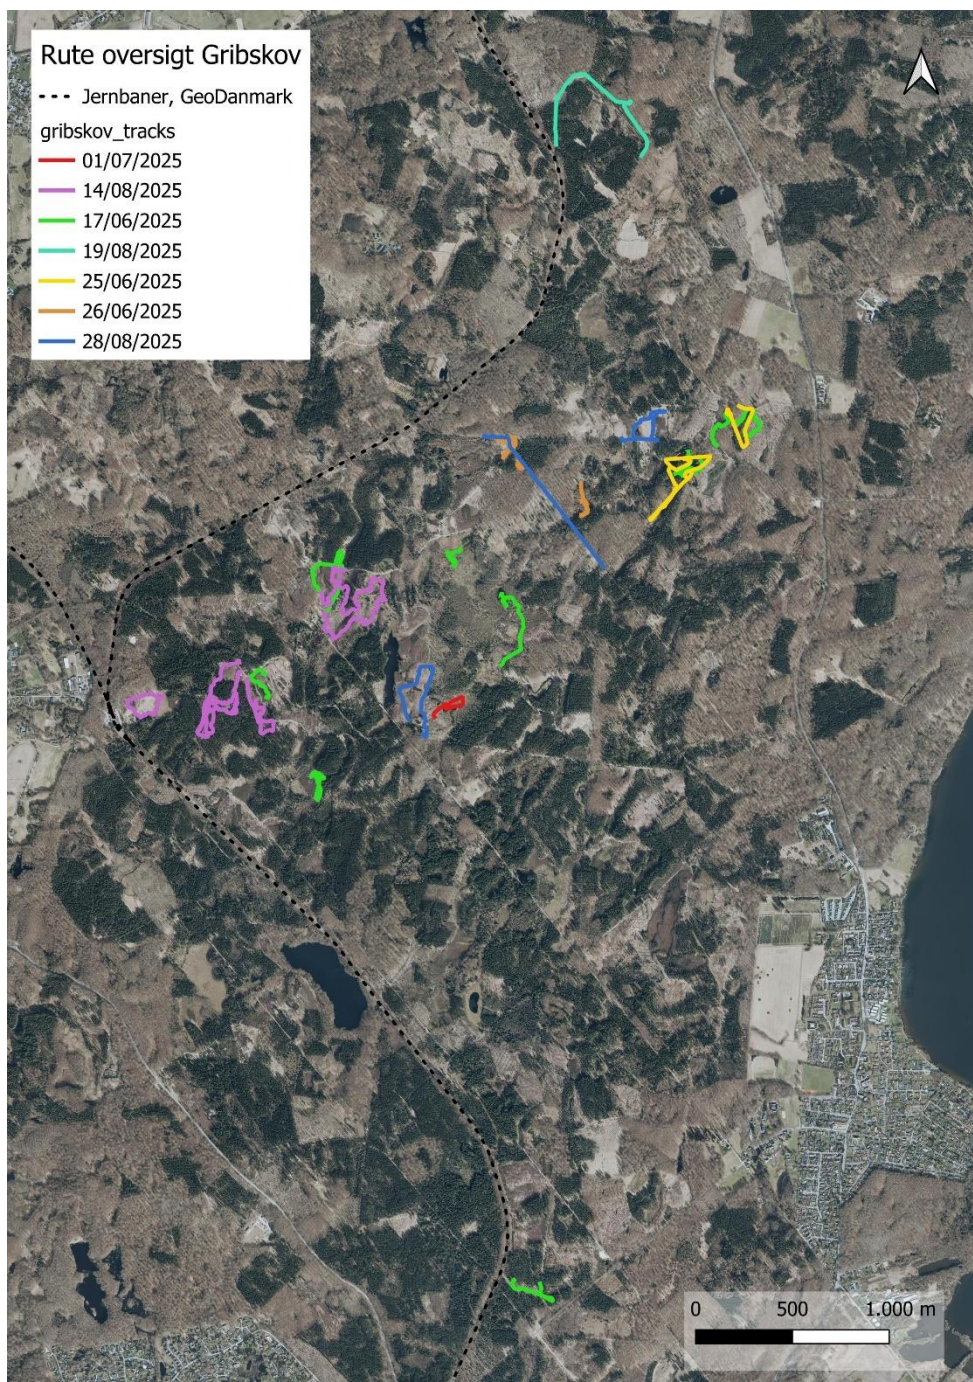 Rute oversigt Gribskov
Jernbaner, GeoDanmark
gribskov_tracks
01/07/2025
14/08/2025
17/06/2025
19/08/2025
25/06/2025
26/06/2025
28/08/2025
0 500 1.000 m